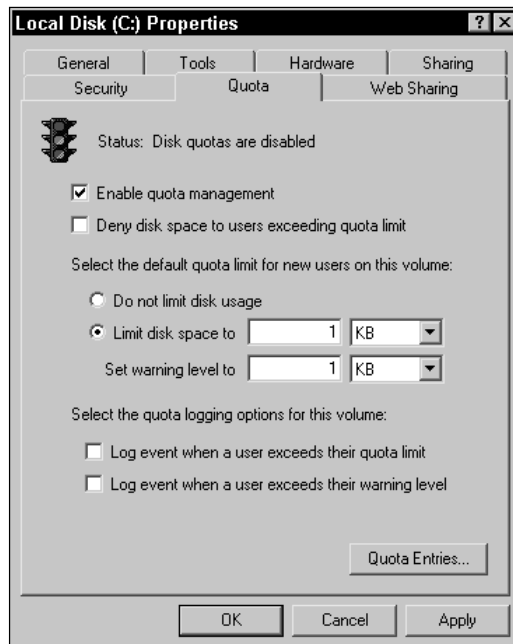 Local Disk (C:) Properties ? ×
General Tools Hardware Sharing
Security Quota Web Sharing
Status: Disk quotas are disabled
Enable quota management
Deny disk space to users exceeding quota limit
Select the default quota limit for new users on this volume:
Do not limit disk usage
Limit disk space to 1 KB
Set warning level to 1 KB
Select the quota logging options for this volume:
Log event when a user exceeds their quota limit
Log event when a user exceeds their warning level
Quota Entries...
OK Cancel Apply